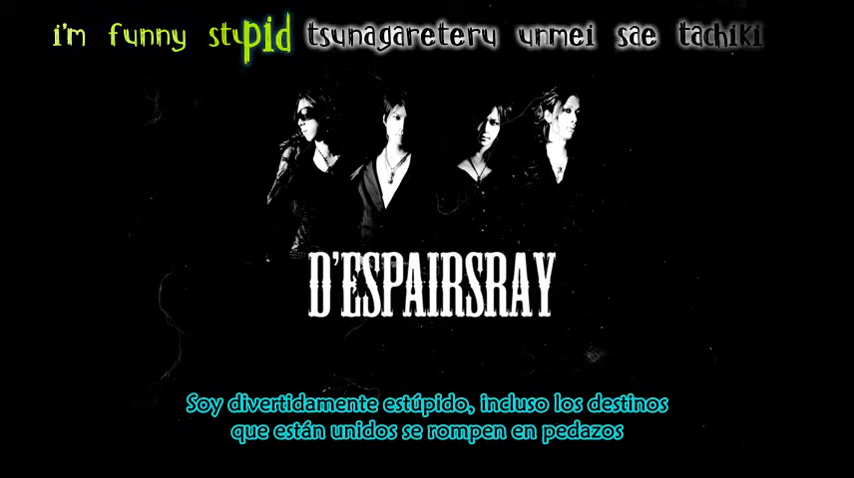 i'm funny stupid tsunagareteru unmei sae tachiki
D'ESPAIRSRAY
Soy divertidamente estúpido, incluso los destinos
que están unidos se rompen en pedazos